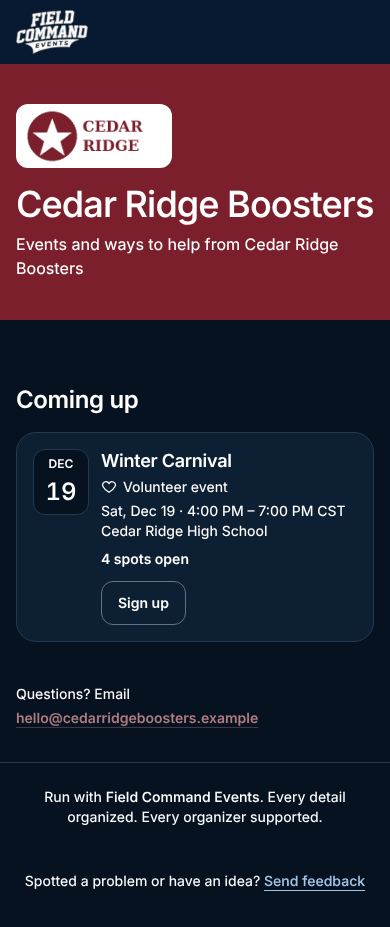 FIELD
COMMAND
EVENTS
CEDAR
RIDGE
Cedar Ridge Boosters
Events and ways to help from Cedar Ridge
Boosters
Coming up
DEC
19
Winter Carnival
Volunteer event
Sat, Dec 19 · 4:00 PM – 7:00 PM CST
Cedar Ridge High School
4 spots open
Sign up
Questions? Email
hello@cedarridgeboosters.example
Run with Field Command Events. Every detail
organized. Every organizer supported.
Spotted a problem or have an idea? Send feedback